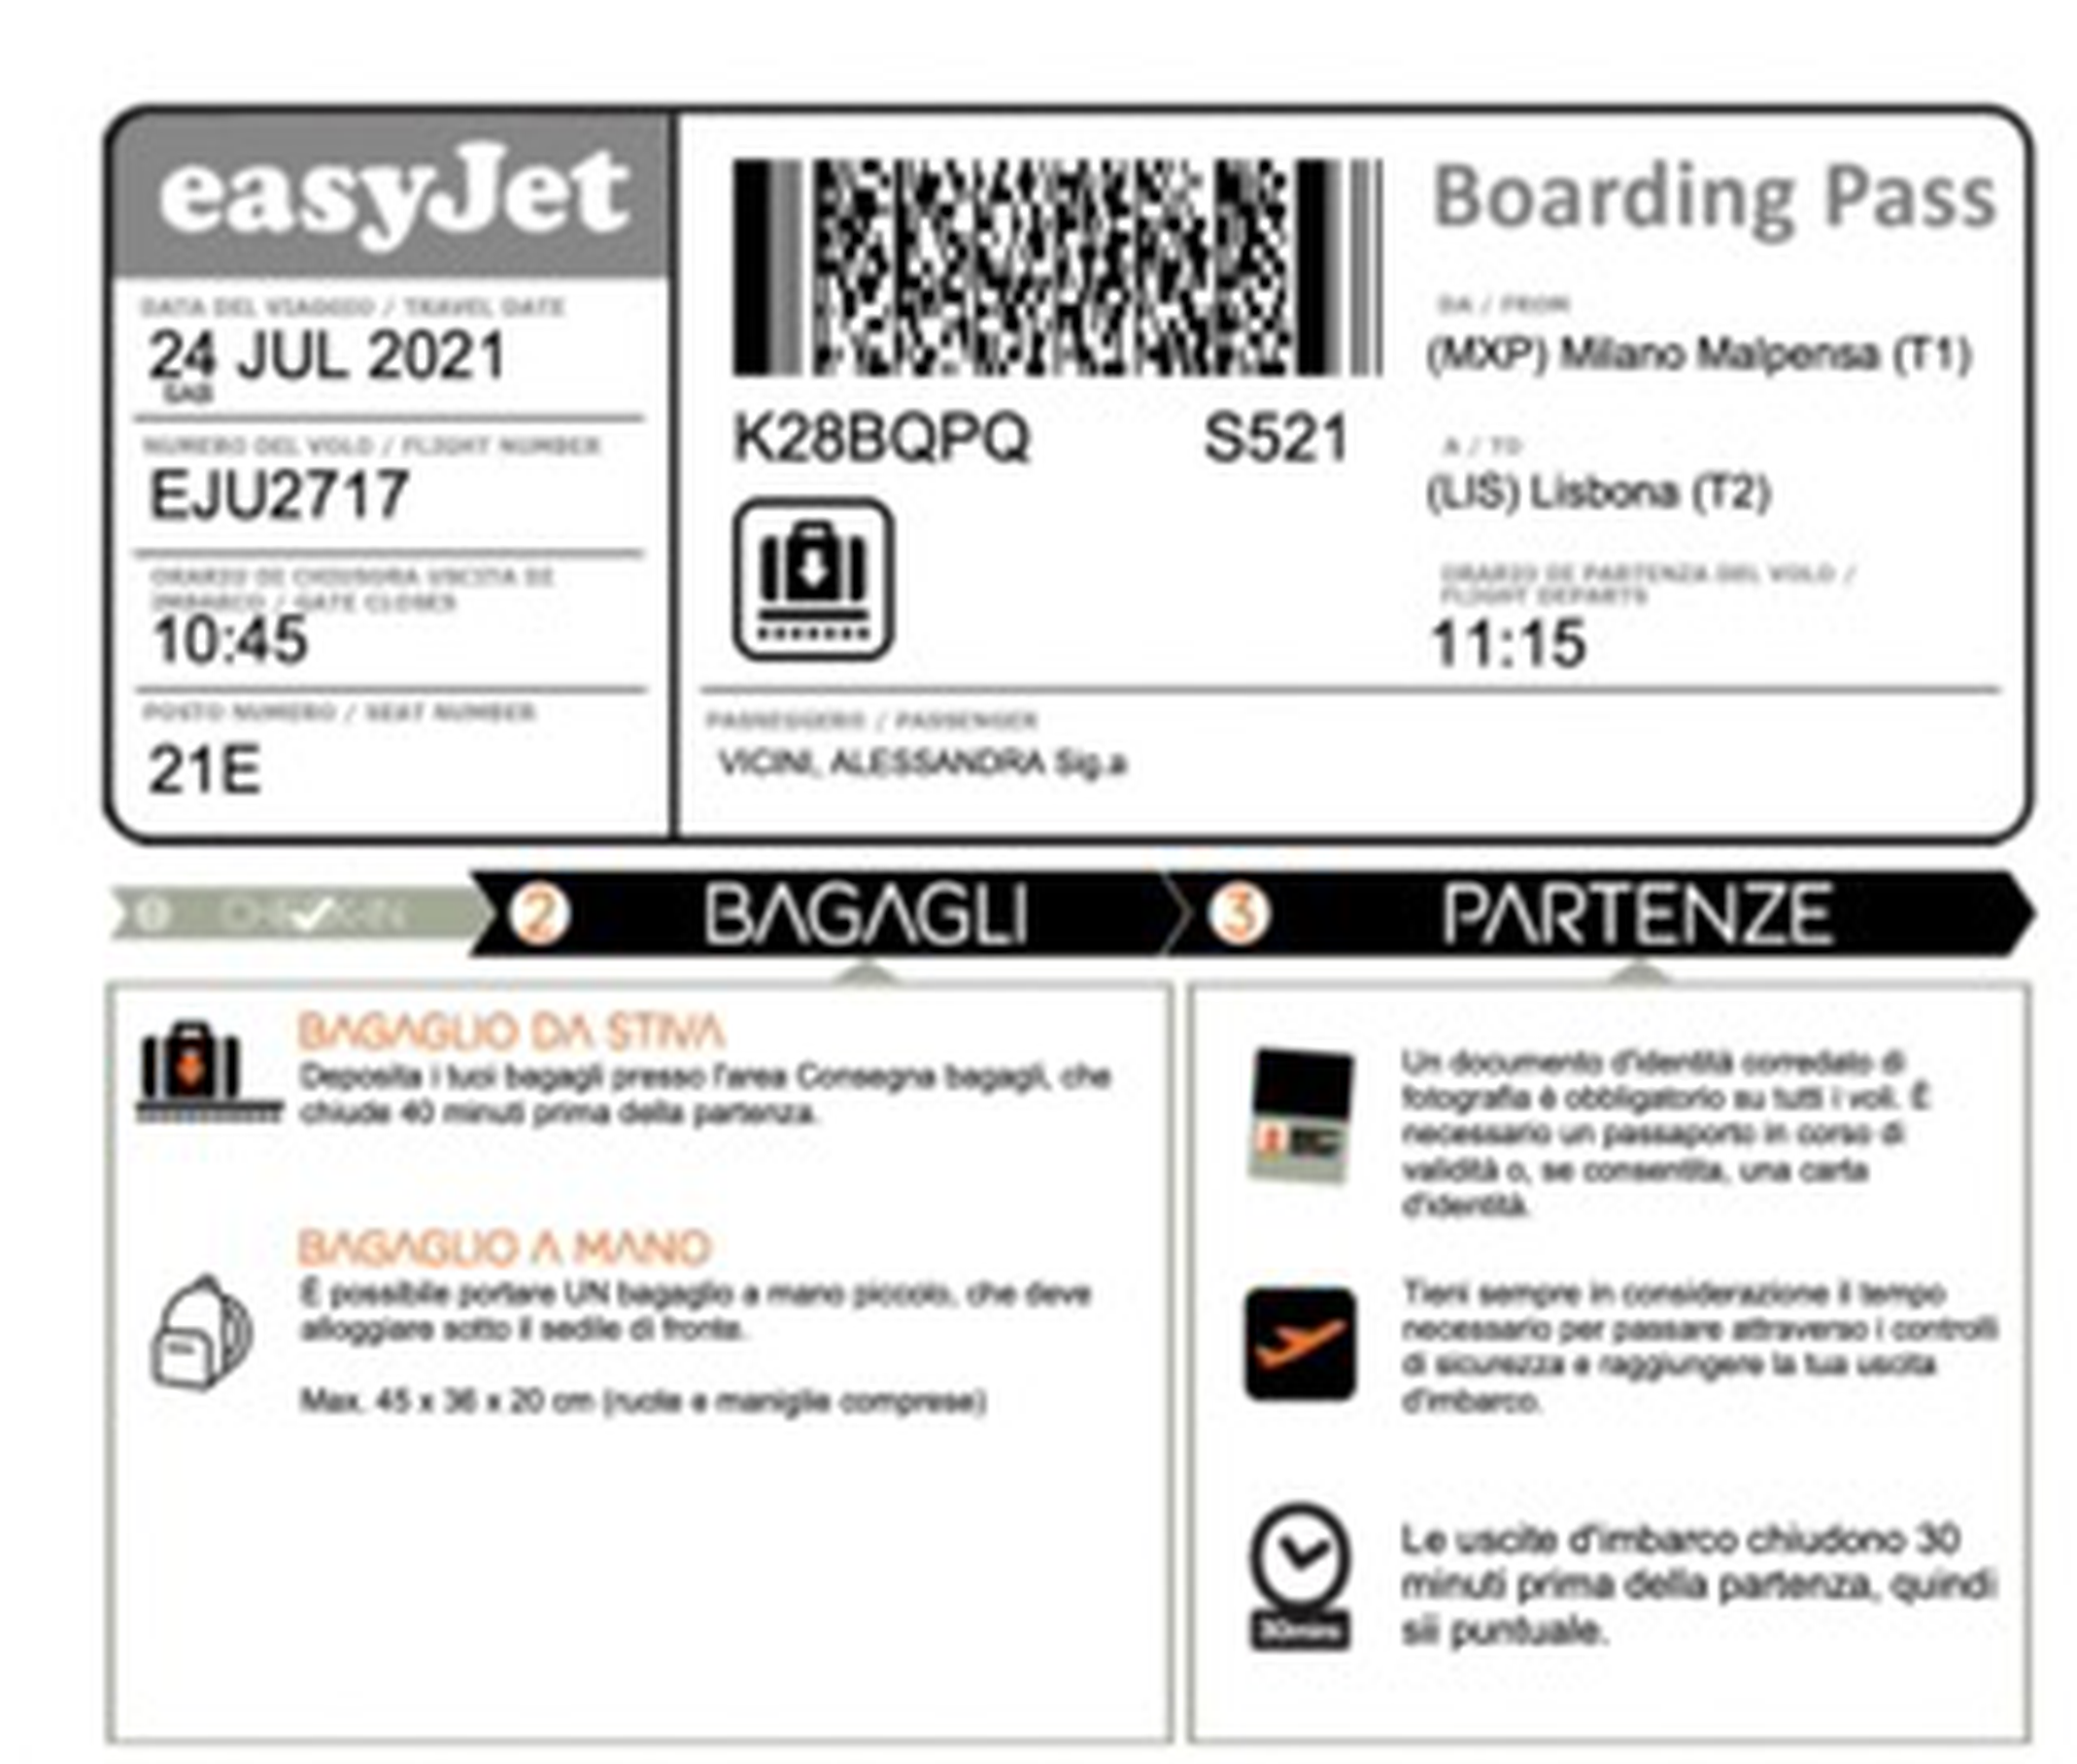 easyJet
DATA DEL VIAGGIO / TRAVEL DATE
24 JUL 2021
SAB
NUMERO DEL VOLO / FLIGHT NUMBER
EJU2717
ORARIO DI CHIUSURA USCITA DI
IMBARCO / GATE CLOSES
10:45
POSTO NUMERO / SEAT NUMBER
21E
K28BQPQ S521
Boarding Pass
DA / FROM
(MXP) Milano Malpensa (T1)
A / TO
(LIS) Lisbona (T2)
ORARIO DI PARTENZA DEL VOLO /
FLIGHT DEPARTS
11:15
PASSEGGERO / PASSENGER
VICINI, ALESSANDRA Sig.a
CHECK-IN
2 BAGAGLI
3 PARTENZE
BAGAGLIO DA STIVA
Deposita i tuoi bagagli presso l'area Consegna bagagli, che
chiude 40 minuti prima della partenza.
BAGAGLIO A MANO
È possibile portare UN bagaglio a mano piccolo, che deve
alloggiare sotto il sedile di fronte.
Max. 45 x 36 x 20 cm (ruote e maniglie comprese)
Un documento d'identità corredato di
fotografia è obbligatorio su tutti i voli. È
necessario un passaporto in corso di
validità o, se consentita, una carta
d'identità.
Tieni sempre in considerazione il tempo
necessario per passare attraverso i controlli
di sicurezza e raggiungere la tua uscita
d'imbarco.
30mins
Le uscite d'imbarco chiudono 30
minuti prima della partenza, quindi
sii puntuale.